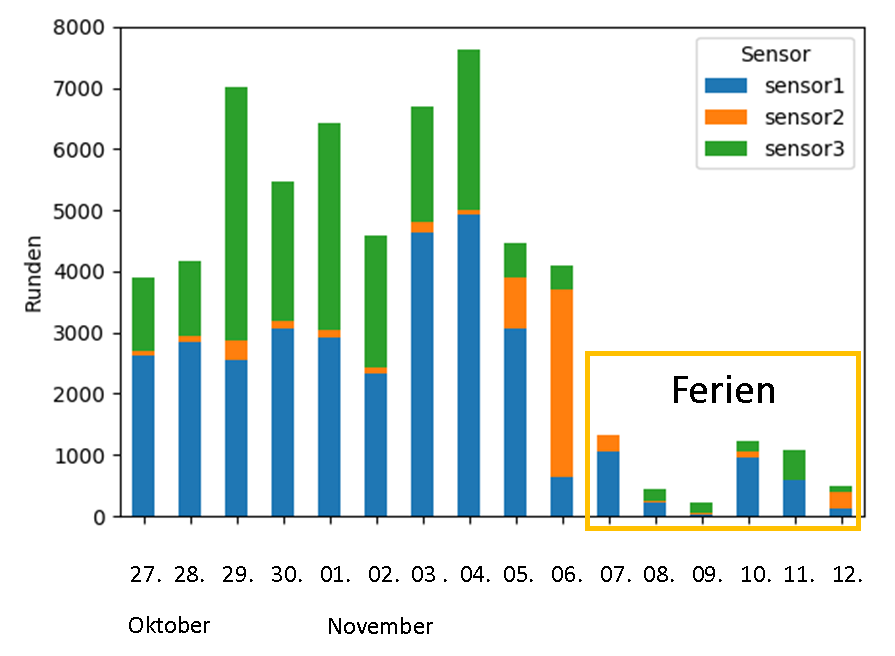 8000
7000
6000
5000
4000
3000
2000
1000
0
Runden
Sensor
sensor1
sensor2
sensor3
Ferien
27. 28. 29. 30. 01. 02. 03 . 04. 05. 06. 07. 08. 09. 10. 11. 12.
Oktober November